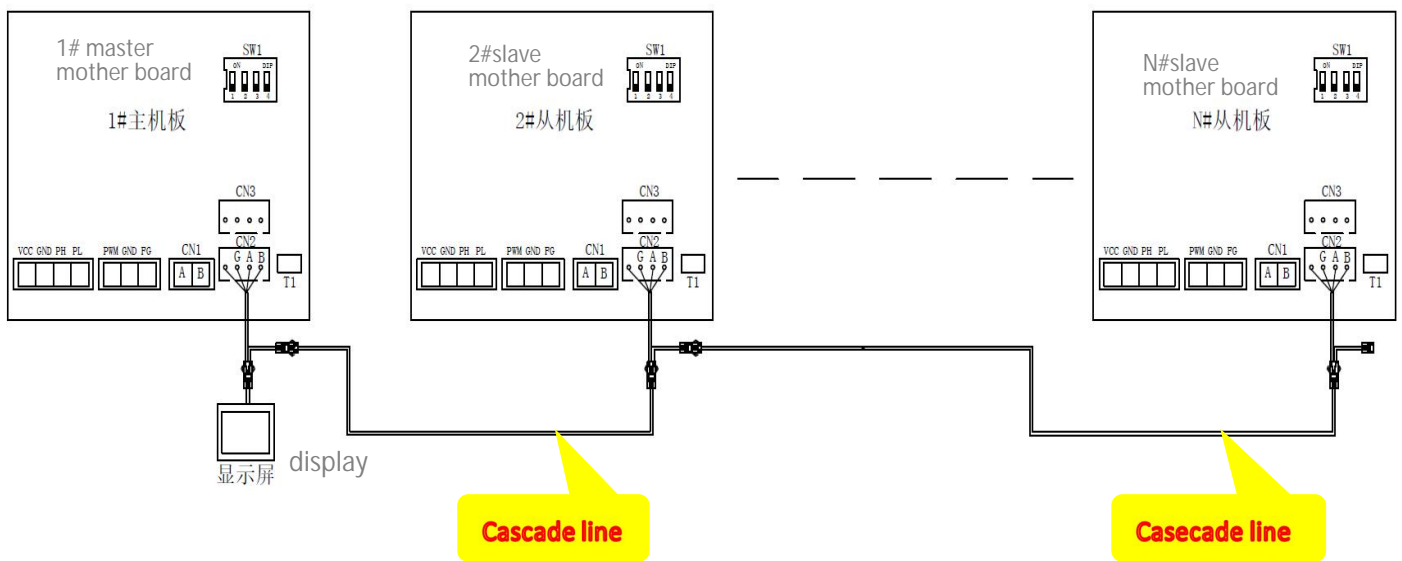 1# master
mother board
SW1
ON DIP
1 2 3 4
1#主机板
CN3
VCC GND PH PL
PWM GND FG
CN1
A B
CN2
G A B
T1
2#slave
mother board
SW1
ON DIP
1 2 3 4
2#从机板
CN3
VCC GND PH PL
PWM GND FG
CN1
A B
CN2
G A B
T1
N#slave
mother board
SW1
ON DIP
1 2 3 4
N#从机板
CN3
VCC GND PH PL
PWM GND FG
CN1
A B
CN2
G A B
T1
显示屏
display
Cascade line
Casecade line